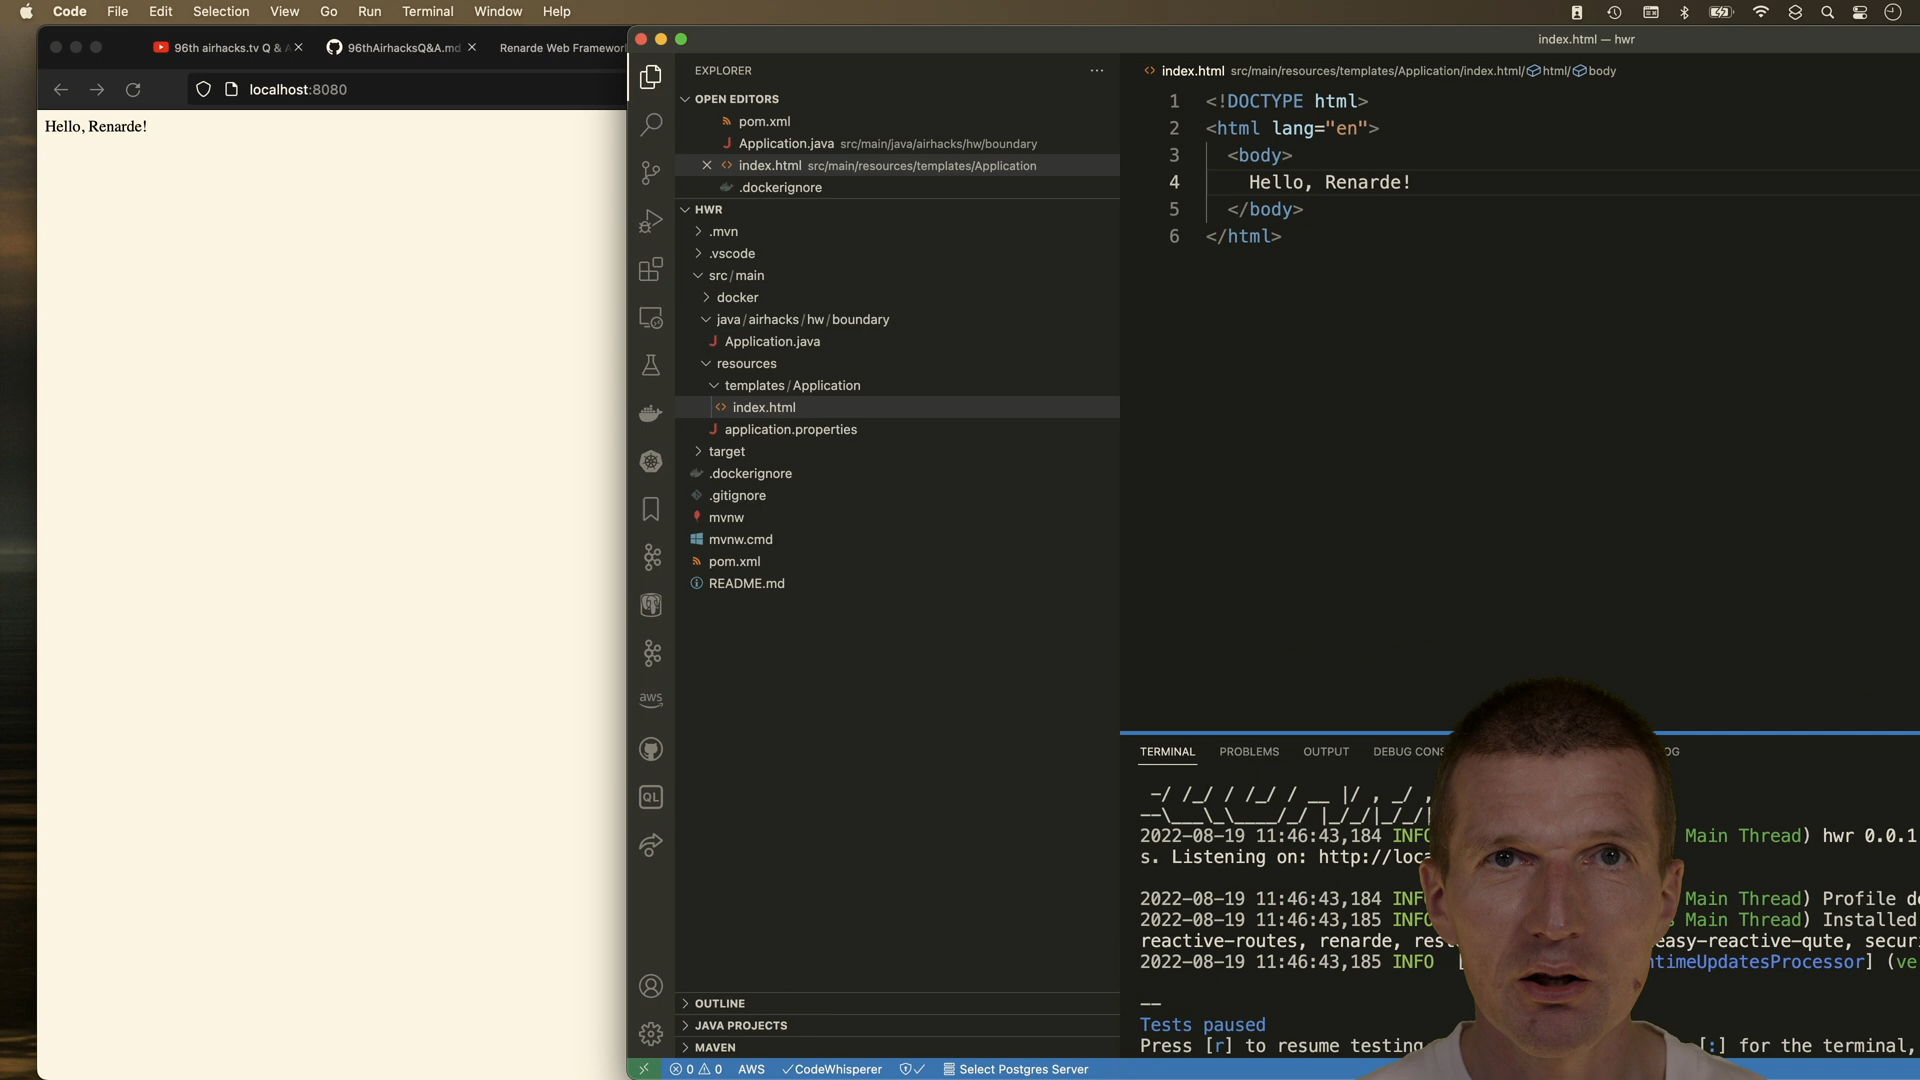 Code File Edit Selection View Go Run Terminal Window Help
96th airhacks.tv Q & A
96thAirhacksQ&A.md
Renarde Web Framewor
localhost:8080
Hello, Renarde!
index.html — hwr
EXPLORER
OPEN EDITORS
pom.xml
Application.java src/main/java/airhacks/hw/boundary
index.html src/main/resources/templates/Application
.dockerignore
HWR
.mvn
.vscode
src/main
docker
java/airhacks/hw/boundary
Application.java
resources
templates/Application
index.html
application.properties
target
.dockerignore
.gitignore
mvnw
mvnw.cmd
pom.xml
README.md
aws
QL
OUTLINE
JAVA PROJECTS
MAVEN
index.html src/main/resources/templates/Application/index.html/html/body
1 <!DOCTYPE html>
2 <html lang="en">
3 <body>
4 Hello, Renarde!
5 </body>
6 </html>
TERMINAL PROBLEMS OUTPUT DEBUG CONS OG
-/ /_/ / /_/ / __ |/ , _/ ,
--\___\_\____/_/ |_/_/|_/_/|
2022-08-19 11:46:43,184 INFO Main Thread) hwr 0.0.1
s. Listening on: http://loca
2022-08-19 11:46:43,184 INF Main Thread) Profile de
2022-08-19 11:46:43,185 INF s Main Thread) Installed
reactive-routes, renarde, rest easy-reactive-qute, securi
2022-08-19 11:46:43,185 INFO [ ntimeUpdatesProcessor] (ve
--
Tests paused
Press [r] to resume testing [:] for the terminal,
0 0 AWS CodeWhisperer Select Postgres Server